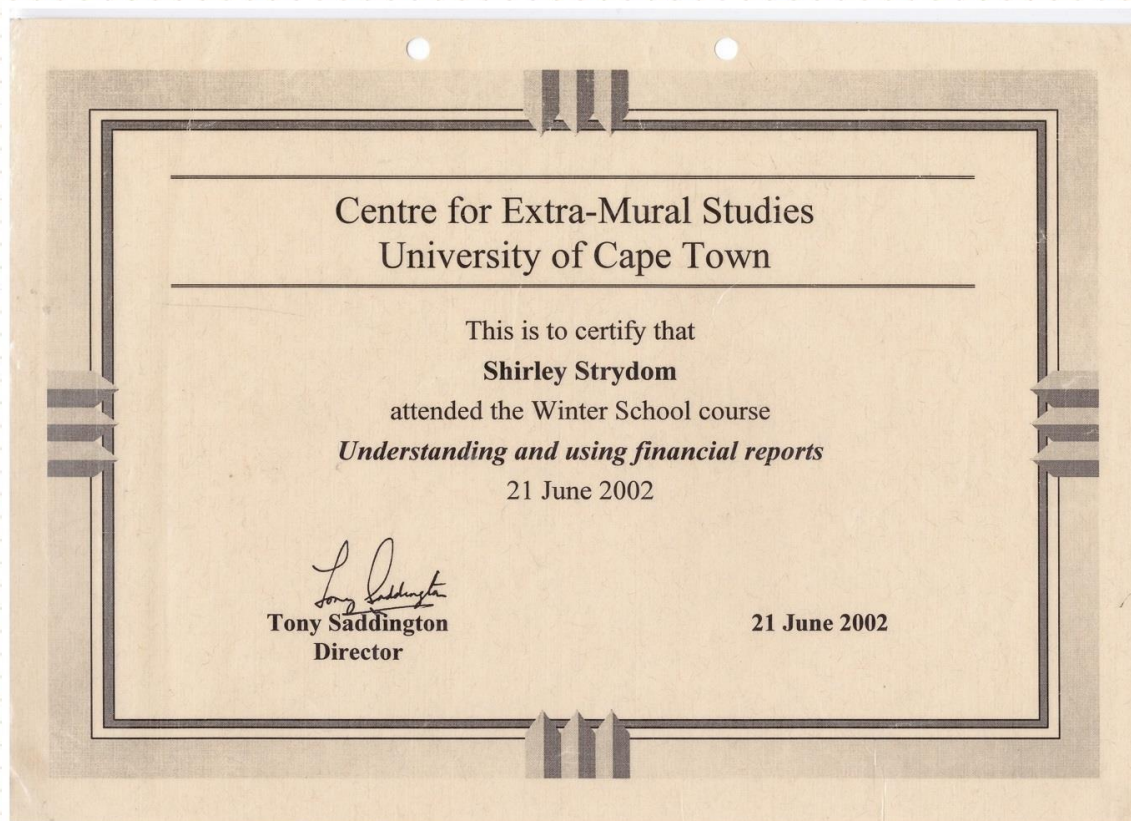 Centre for Extra-Mural Studies
University of Cape Town
This is to certify that
Shirley Strydom
attended the Winter School course
Understanding and using financial reports
21 June 2002
Tony Saddington
Tony Saddington
Director
21 June 2002